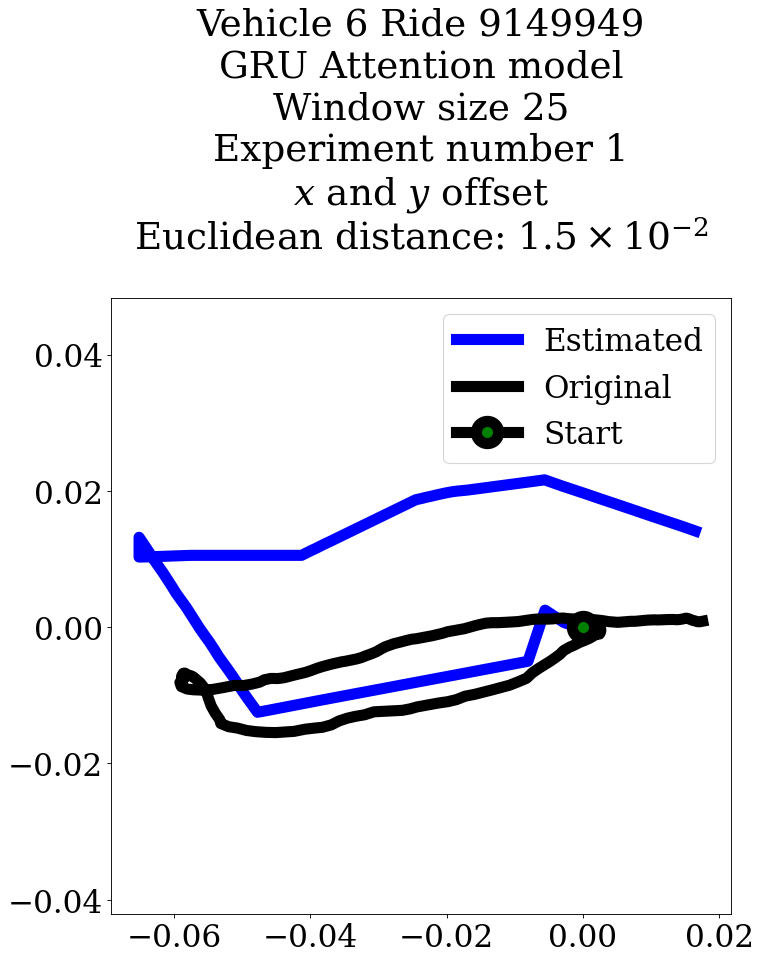 Vehicle 6 Ride 9149949
GRU Attention model
Window size 25
Experiment number 1
x and y offset
Euclidean distance: 1.5 × 10⁻²
Estimated
Original
Start
0.04
0.02
0.00
−0.02
−0.04
−0.06 −0.04 −0.02 0.00 0.02